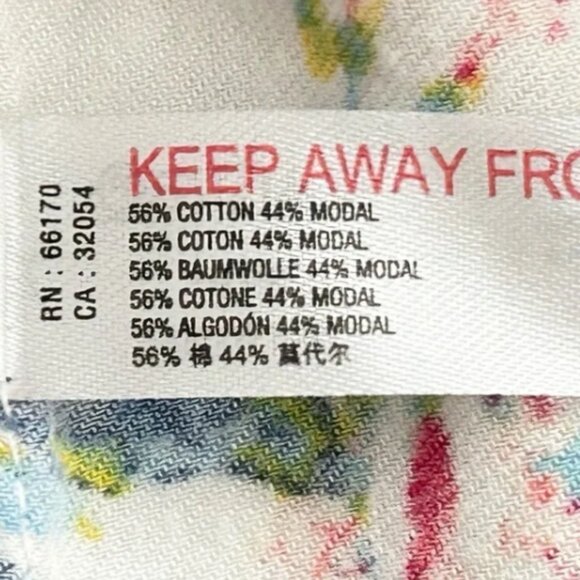 KEEP AWAY FRO
56% COTTON 44% MODAL
56% COTON 44% MODAL
56% BAUMWOLLE 44% MODAL
56% COTONE 44% MODAL
56% ALGODÓN 44% MODAL
56% 棉 44% 莫代尔
RN : 66170
CA : 32054